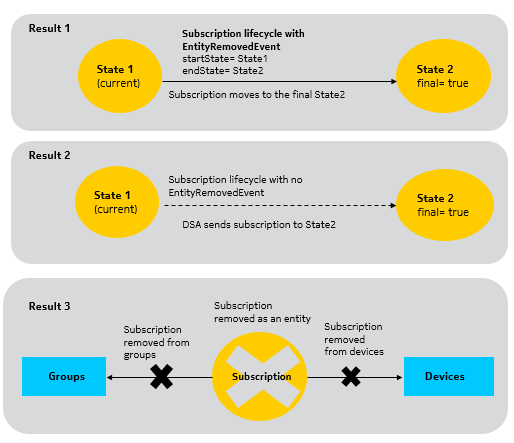 Result 1
Subscription lifecycle with
EntityRemovedEvent
startState= State1
endState= State2
State 1
(current)
State 2
final= true
Subscription moves to the final State2
Result 2
Subscription lifecycle with no
EntityRemovedEvent
State 1
(current)
State 2
final= true
DSA sends subscription to State2
Result 3
Subscription
removed as an entity
Subscription
removed from
groups
Subscription
removed
from devices
Groups
Subscription
Devices